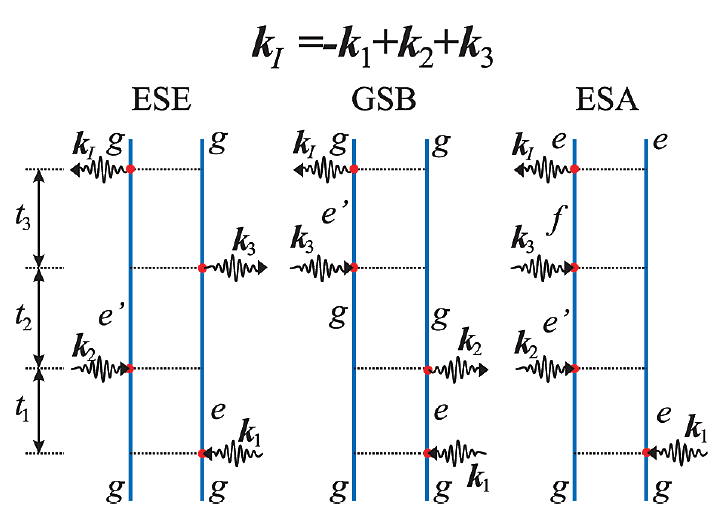 k_I =-k_1+k_2+k_3
ESE GSB ESA
k_I g g k_I g g k_I e e
t_3 k_3 k_3 e’ k_3 f
t_2 e’ g g e’
k_2 k_2 k_2
t_1 e k_1 e k_1 e k_1
g g g g g g